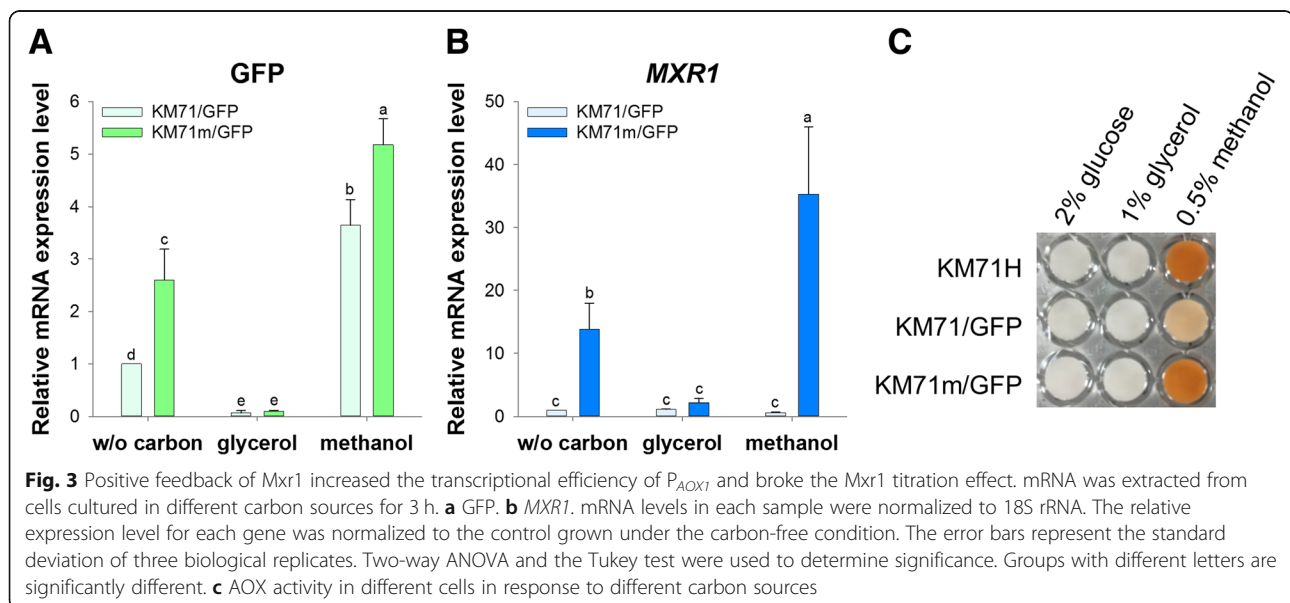 A
GFP
Relative mRNA expression level
6
5
4
3
2
1
0
KM71/GFP
KM71m/GFP
d
c
e
e
b
a
w/o carbon
glycerol
methanol
B
MXR1
Relative mRNA expression level
50
40
30
20
10
0
KM71/GFP
KM71m/GFP
c
b
c
c
c
a
w/o carbon
glycerol
methanol
C
2% glucose
1% glycerol
0.5% methanol
KM71H
KM71/GFP
KM71m/GFP
Fig. 3 Positive feedback of Mxr1 increased the transcriptional efficiency of PAOX1 and broke the Mxr1 titration effect. mRNA was extracted from
cells cultured in different carbon sources for 3 h. a GFP. b MXR1. mRNA levels in each sample were normalized to 18S rRNA. The relative
expression level for each gene was normalized to the control grown under the carbon-free condition. The error bars represent the standard
deviation of three biological replicates. Two-way ANOVA and the Tukey test were used to determine significance. Groups with different letters are
significantly different. c AOX activity in different cells in response to different carbon sources